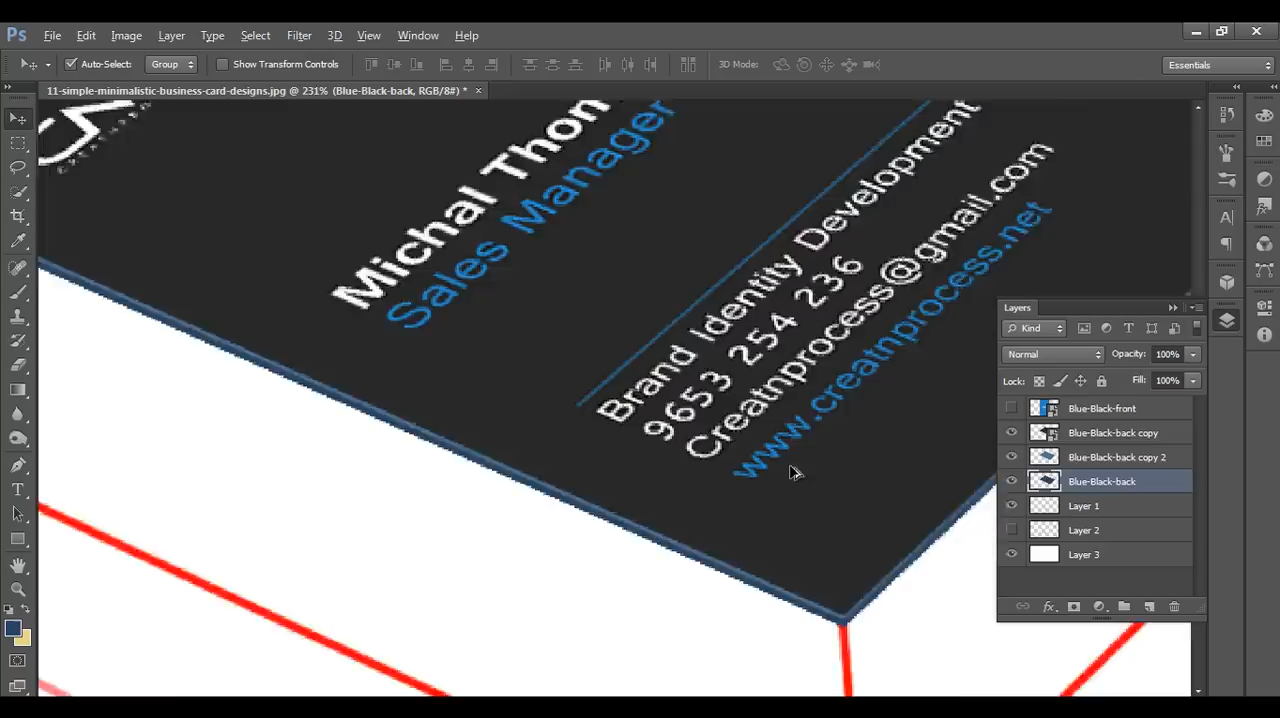 Ps File Edit Image Layer Type Select Filter 3D View Window Help
Auto-Select: Group Show Transform Controls 3D Mode: Essentials
11-simple-minimalistic-business-card-designs.jpg @ 231% (Blue-Black-back, RGB/8#) *
Michal Thon
Sales Manager
Brand Identity Development
9653 254 236
Creatnprocess@gmail.com
www.creatnprocess.net
Layers
Kind
Normal Opacity: 100%
Lock: Fill: 100%
Blue-Black-front
Blue-Black-back copy
Blue-Black-back copy 2
Blue-Black-back
Layer 1
Layer 2
Layer 3